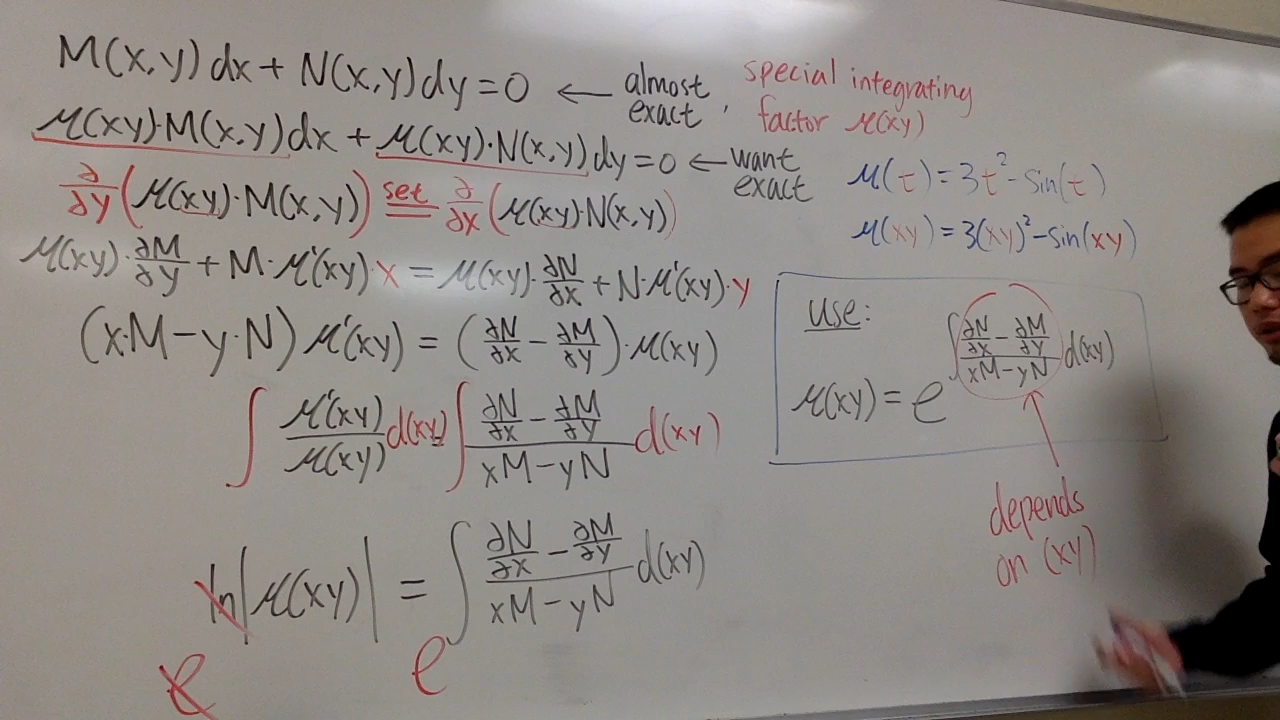 M(x,y)dx + N(x,y)dy = 0 ← almost exact, special integrating factor μ(xy)
μ(xy)·M(x,y)dx + μ(xy)·N(x,y)dy = 0 ← want exact
∂/∂y (μ(xy)·M(x,y)) set = ∂/∂x (μ(xy)·N(x,y))
μ(xy)·∂M/∂y + M·μ'(xy)·x = μ(xy)·∂N/∂x + N·μ'(xy)·y
(x·M − y·N) μ'(xy) = (∂N/∂x − ∂M/∂y)·μ(xy)
∫ μ'(xy)/μ(xy) d(xy) = ∫ (∂N/∂x − ∂M/∂y)/(xM − yN) d(xy)
ln|μ(xy)| = ∫ (∂N/∂x − ∂M/∂y)/(xM − yN) d(xy)
e e
μ(t) = 3t² − sin(t)
μ(xy) = 3(xy)² − sin(xy)
use:
μ(xy) = e^(∫ (∂N/∂x − ∂M/∂y)/(xM − yN) d(xy))
depends
on (xy)